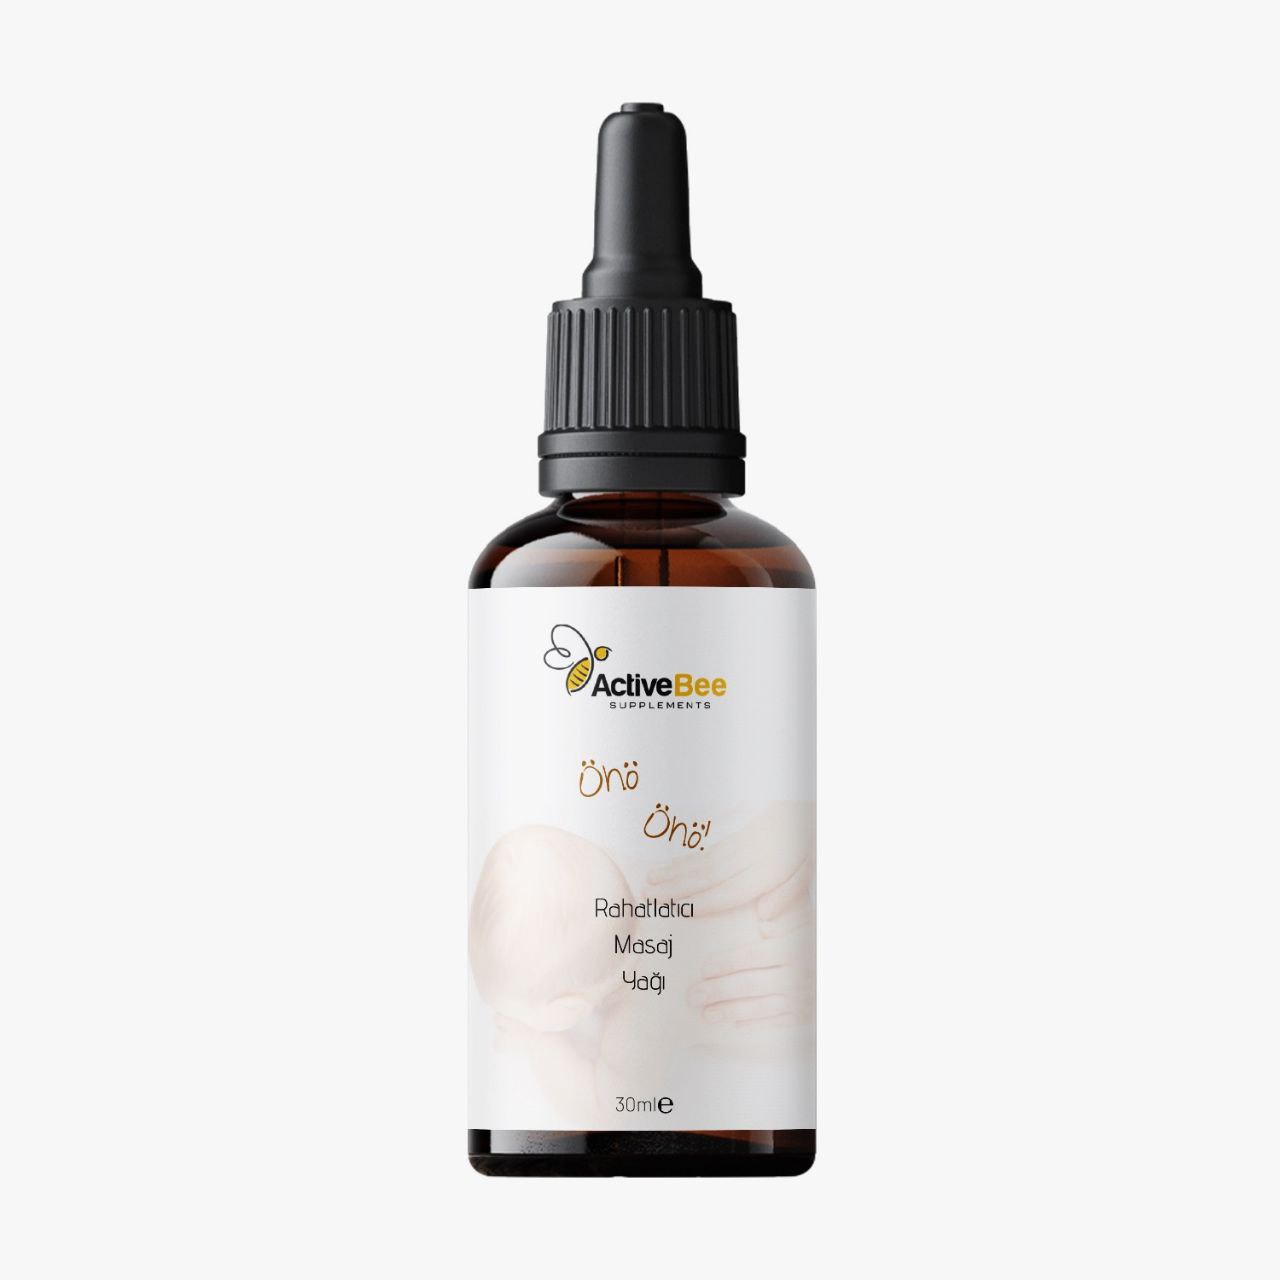 ActiveBee
SUPPLEMENTS
Önö
Önö!
Rahatlatıcı
Masaj
Yağı
30ml℮